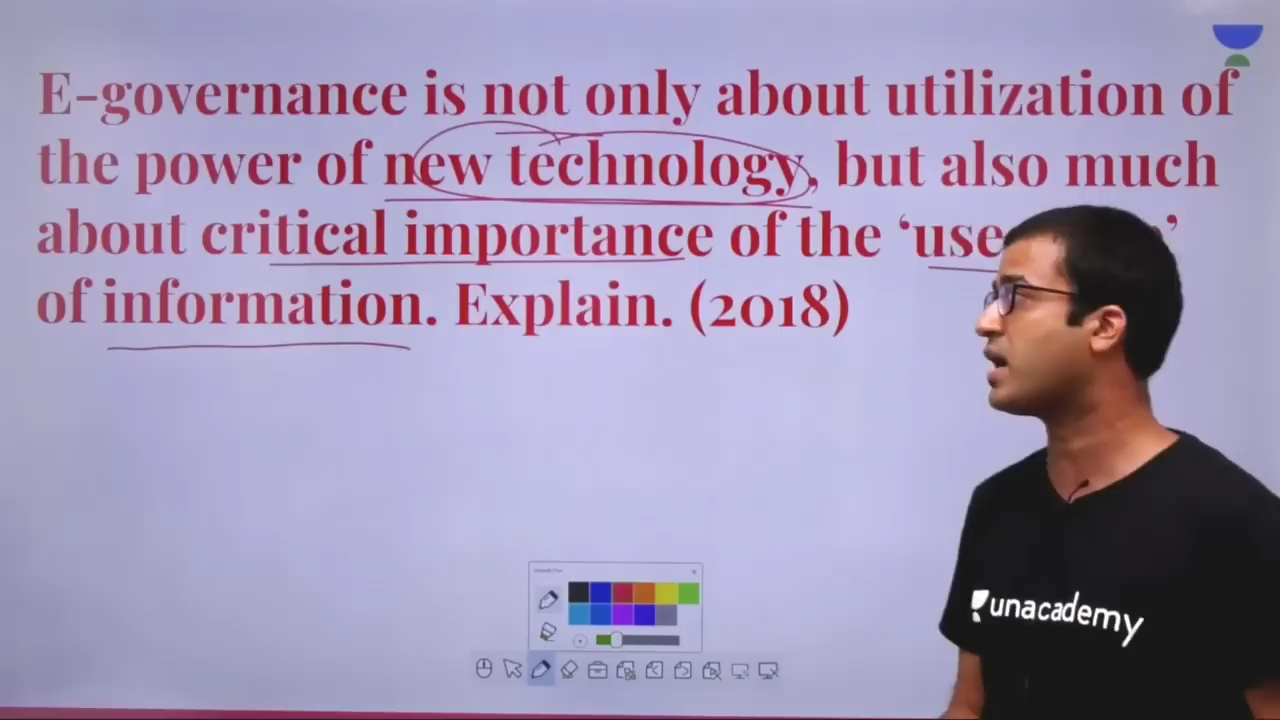 E-governance is not only about utilization of
the power of new technology, but also much
about critical importance of the ‘use
of information. Explain. (2018)
unacademy